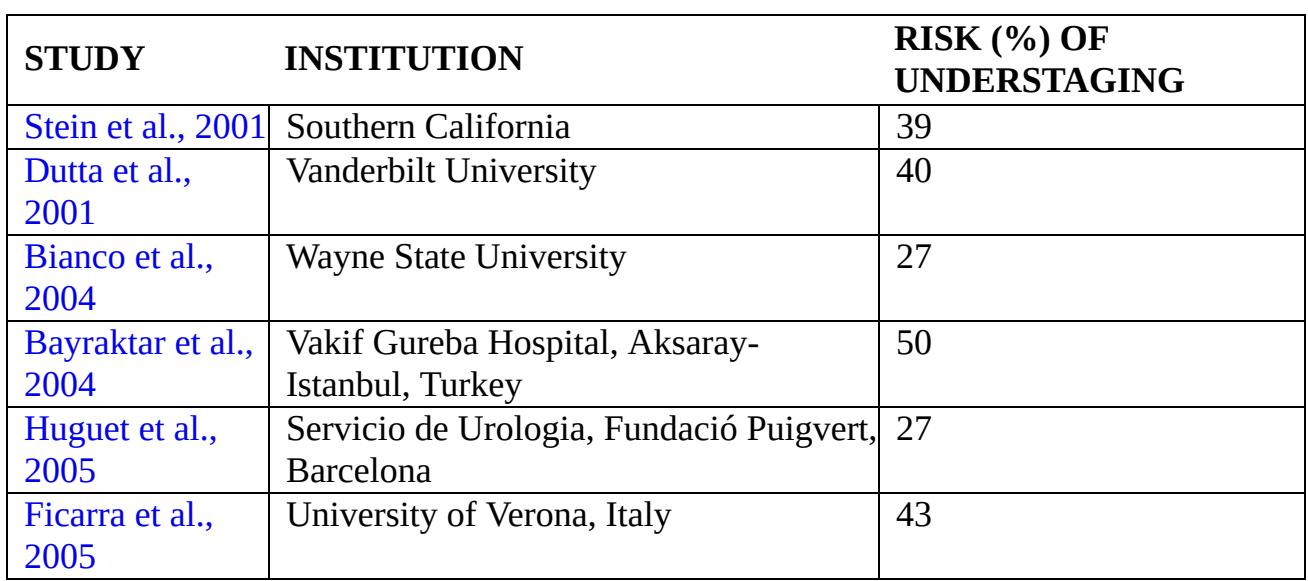 STUDY INSTITUTION RISK (%) OF
UNDERSTAGING
Stein et al., 2001 Southern California 39
Dutta et al., Vanderbilt University 40
2001
Bianco et al., Wayne State University 27
2004
Bayraktar et al., Vakif Gureba Hospital, Aksaray- 50
2004 Istanbul, Turkey
Huguet et al., Servicio de Urologia, Fundació Puigvert, 27
2005 Barcelona
Ficarra et al., University of Verona, Italy 43
2005